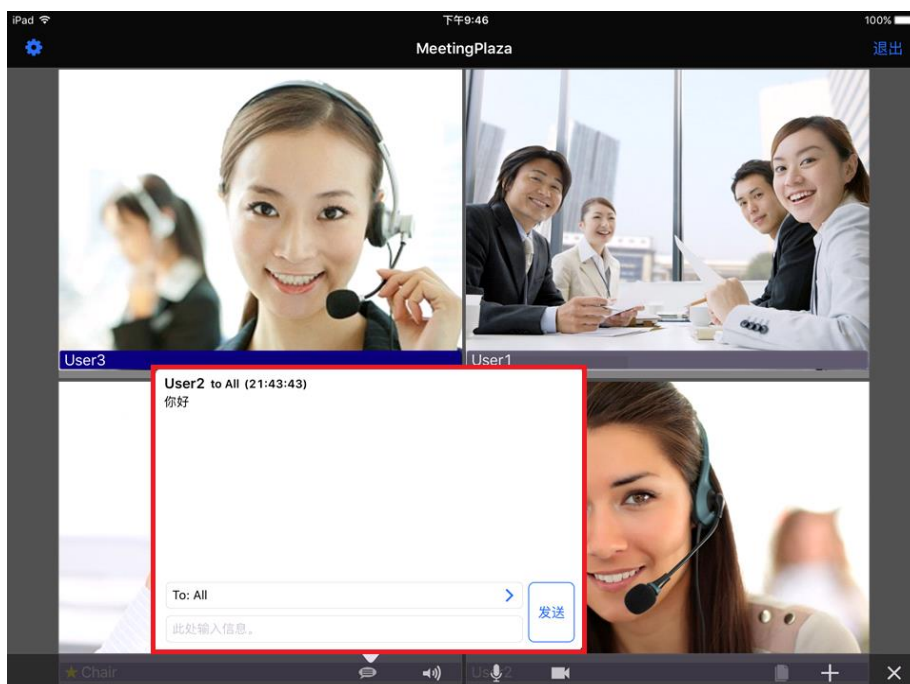 iPad 下午9:46 100%
MeetingPlaza 退出
User3 User1
User2 to All (21:43:43)
你好
To: All
发送
此处输入信息。
★Chair User2